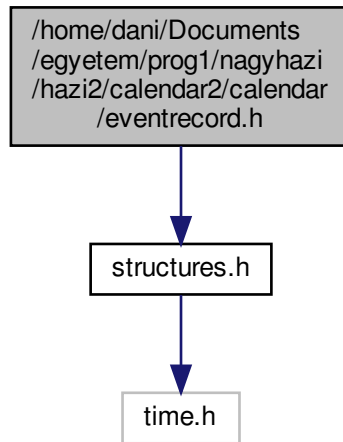 /home/dani/Documents
/egyetem/prog1/nagyhazi
/hazi2/calendar2/calendar
/eventrecord.h
structures.h
time.h